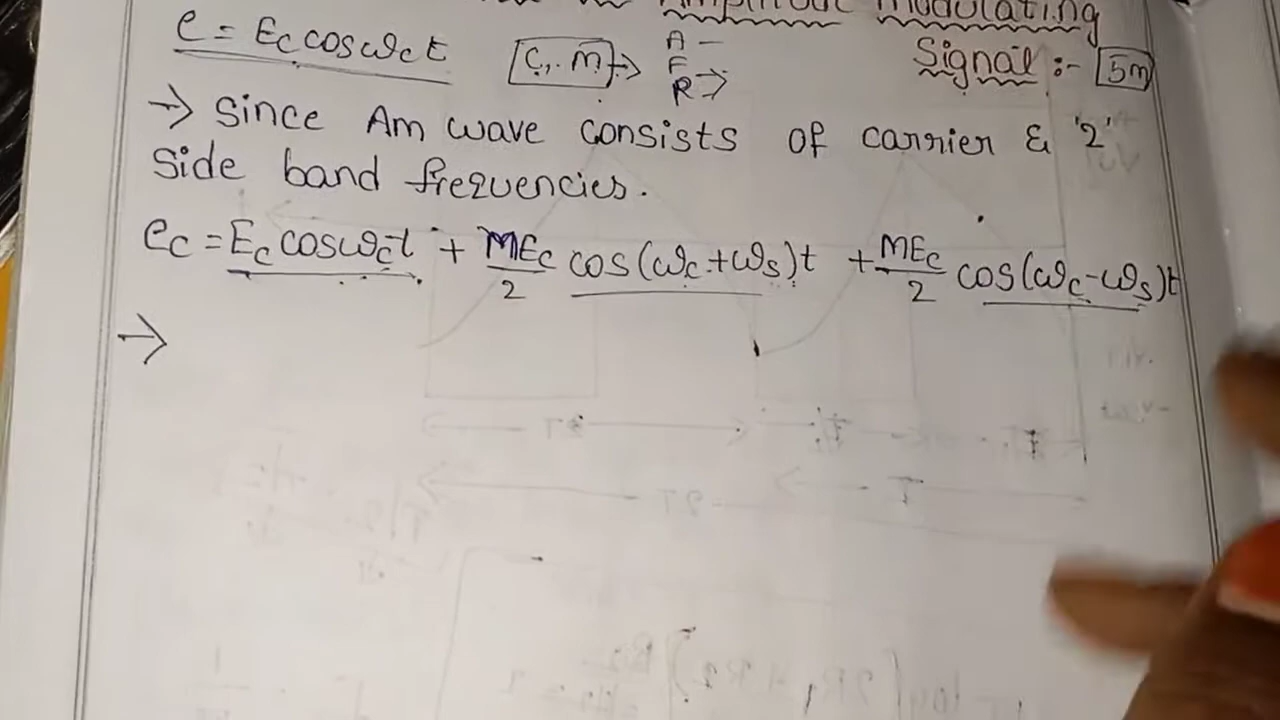 Modulating
e = Ec cosωct [C, m] → A – F R →
Signal :- [5m]
→ Since Am wave consists of carrier & '2'
Side band frequencies.
ec = Ec cosωct + mEc/2 cos(ωc+ωs)t + mEc/2 cos(ωc-ωs)t
→